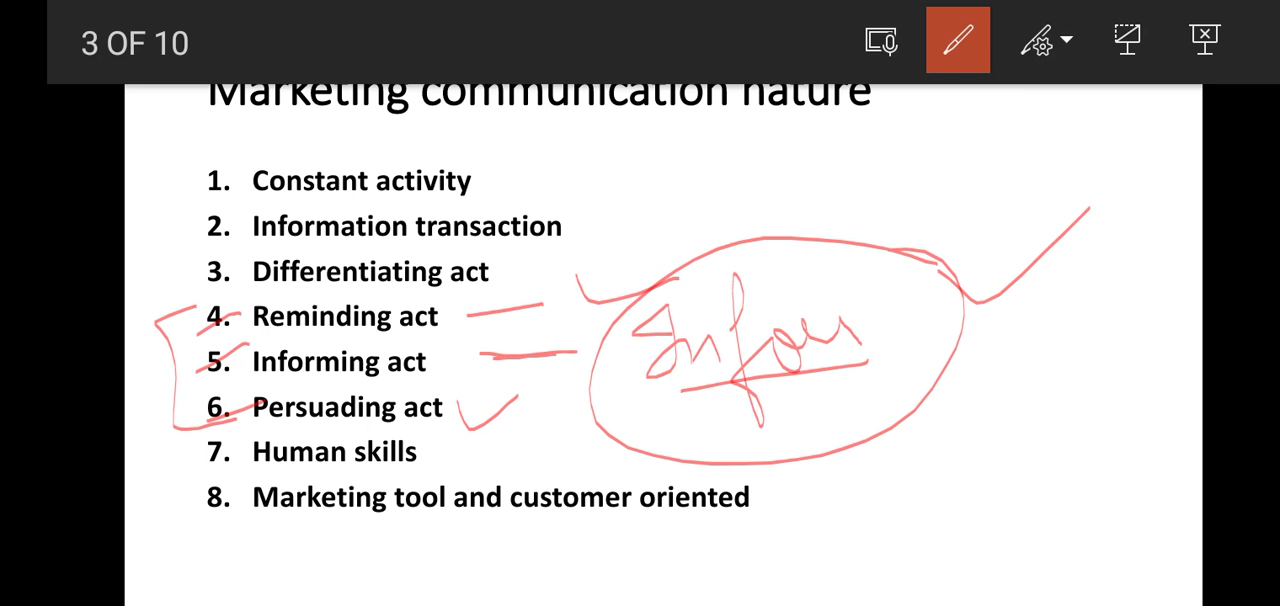 3 OF 10
Marketing communication nature
1. Constant activity
2. Information transaction
3. Differentiating act
4. Reminding act
5. Informing act
6. Persuading act
7. Human skills
8. Marketing tool and customer oriented